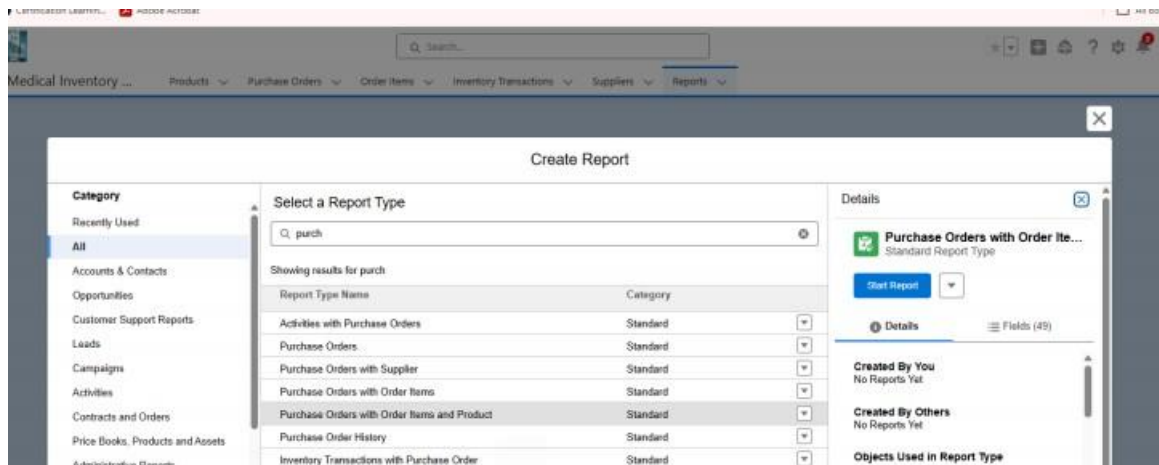 Adobe Acrobat
All Bo
Search...
Medical Inventory ...
Products
Purchase Orders
Order Items
Inventory Transactions
Suppliers
Reports
Create Report
Category
Recently Used
All
Accounts & Contacts
Opportunities
Customer Support Reports
Leads
Campaigns
Activities
Contracts and Orders
Price Books, Products and Assets
Administrative Reports
Select a Report Type
purch
Showing results for purch
Report Type Name Category
Activities with Purchase Orders Standard
Purchase Orders Standard
Purchase Orders with Supplier Standard
Purchase Orders with Order Items Standard
Purchase Orders with Order Items and Product Standard
Purchase Order History Standard
Inventory Transactions with Purchase Order Standard
Details
Purchase Orders with Order Ite...
Standard Report Type
Start Report
Details
Fields (49)
Created By You
No Reports Yet
Created By Others
No Reports Yet
Objects Used in Report Type